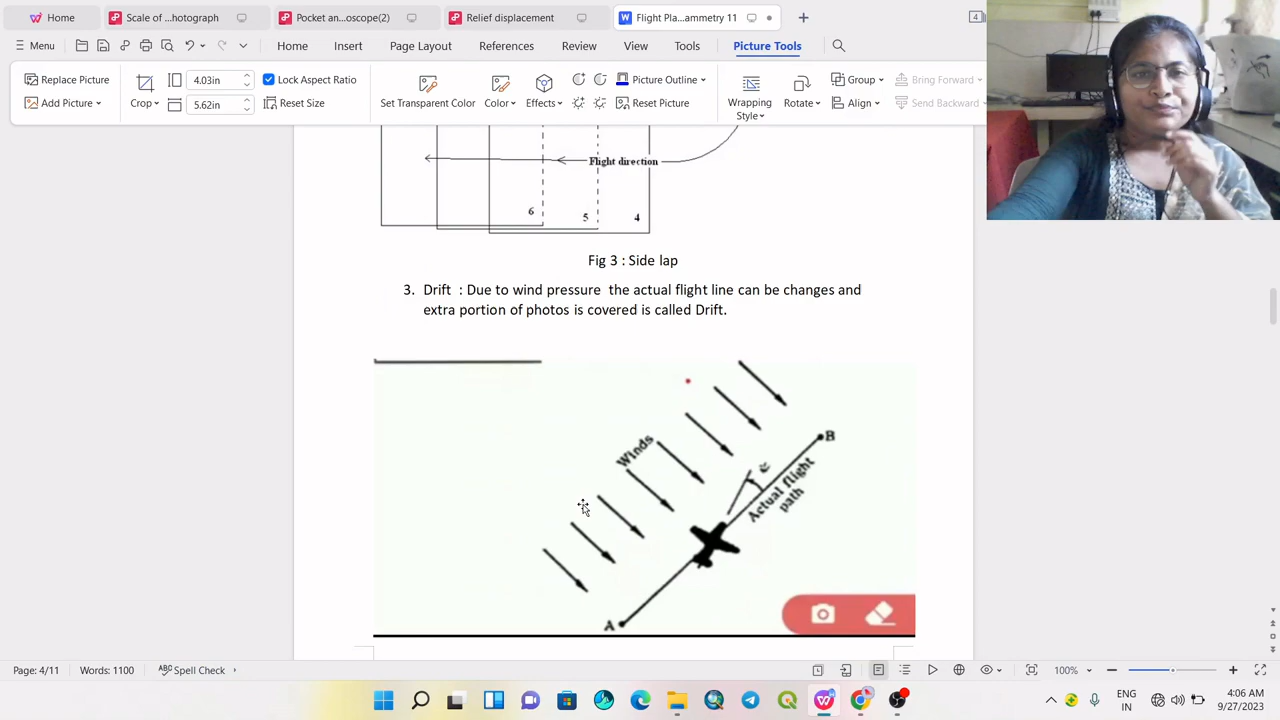 Home
Scale of ...hotograph
Pocket an...oscope(2)
Relief displacement
Flight Pla...ammetry 11
4
Menu
Home
Insert
Page Layout
References
Review
View
Tools
Picture Tools
Replace Picture
Add Picture
Crop
4.03in
5.02in
Lock Aspect Ratio
Reset Size
Set Transparent Color
Color
Effects
Picture Outline
Reset Picture
Wrapping
Style
Rotate
Group
Align
Bring Forward
Send Backward
Flight direction
6
5
4
Fig 3 : Side lap
3. Drift : Due to wind pressure the actual flight line can be changes and
extra portion of photos is covered is called Drift.
Winds
B
Actual flight
path
A
Page: 4/11
Words: 1100
Spell Check
100%
ENG
IN
4:06 AM
9/27/2023